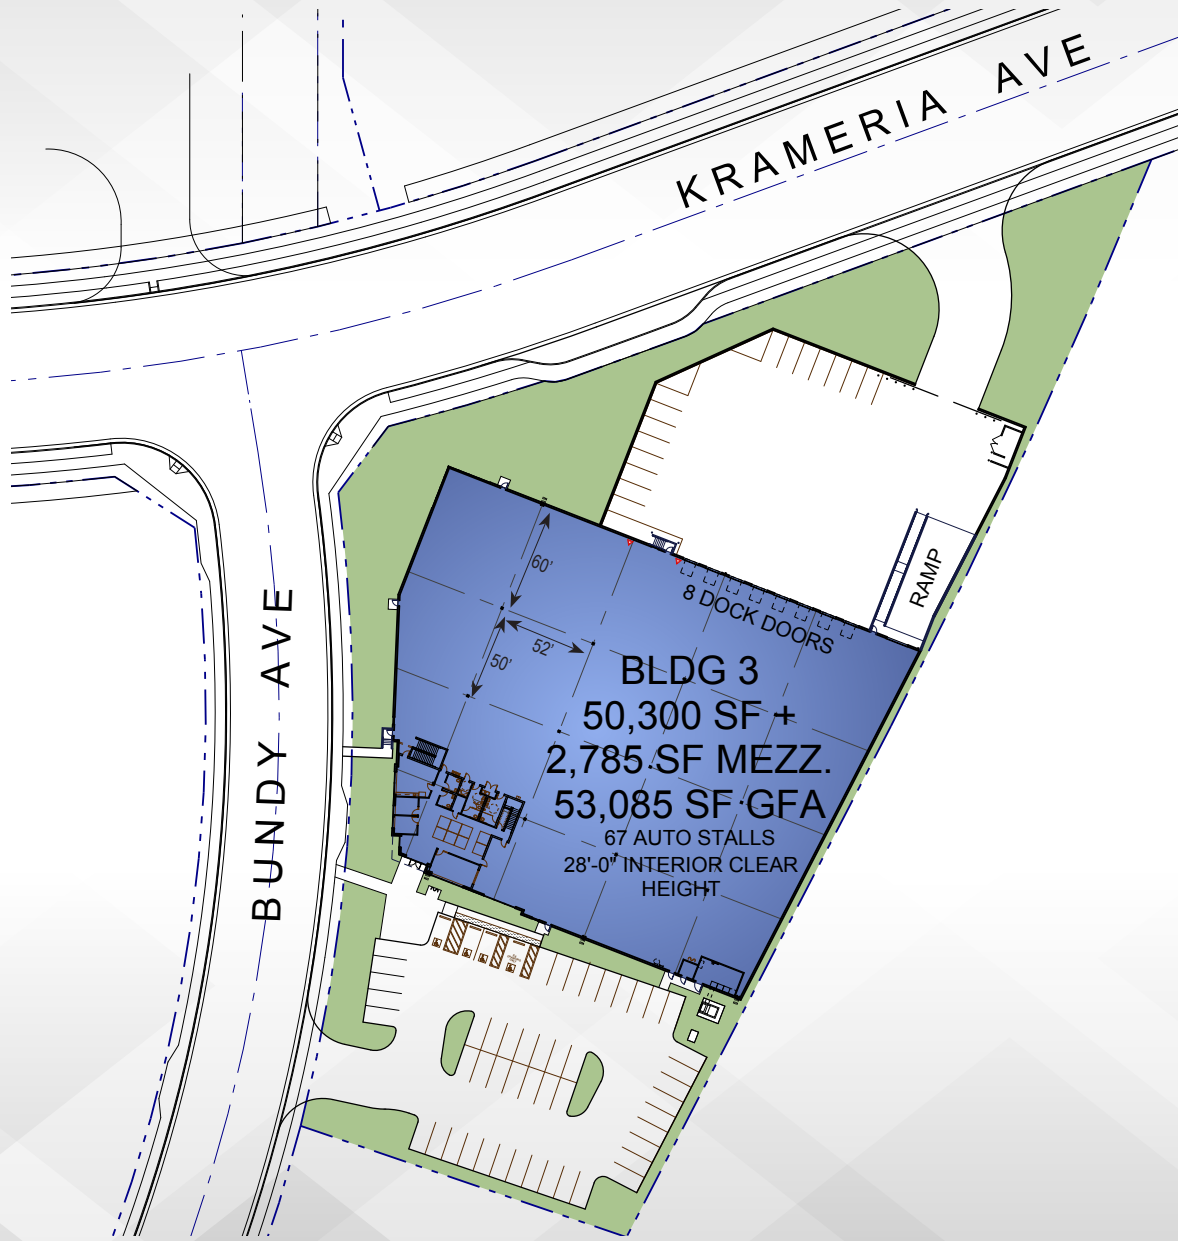 KRAMERIA AVE
BUNDY AVE
60'
52'
50'
8 DOCK DOORS
RAMP
BLDG 3
50,300 SF +
2,785 SF MEZZ.
53,085 SF GFA
67 AUTO STALLS
28'-0" INTERIOR CLEAR
HEIGHT